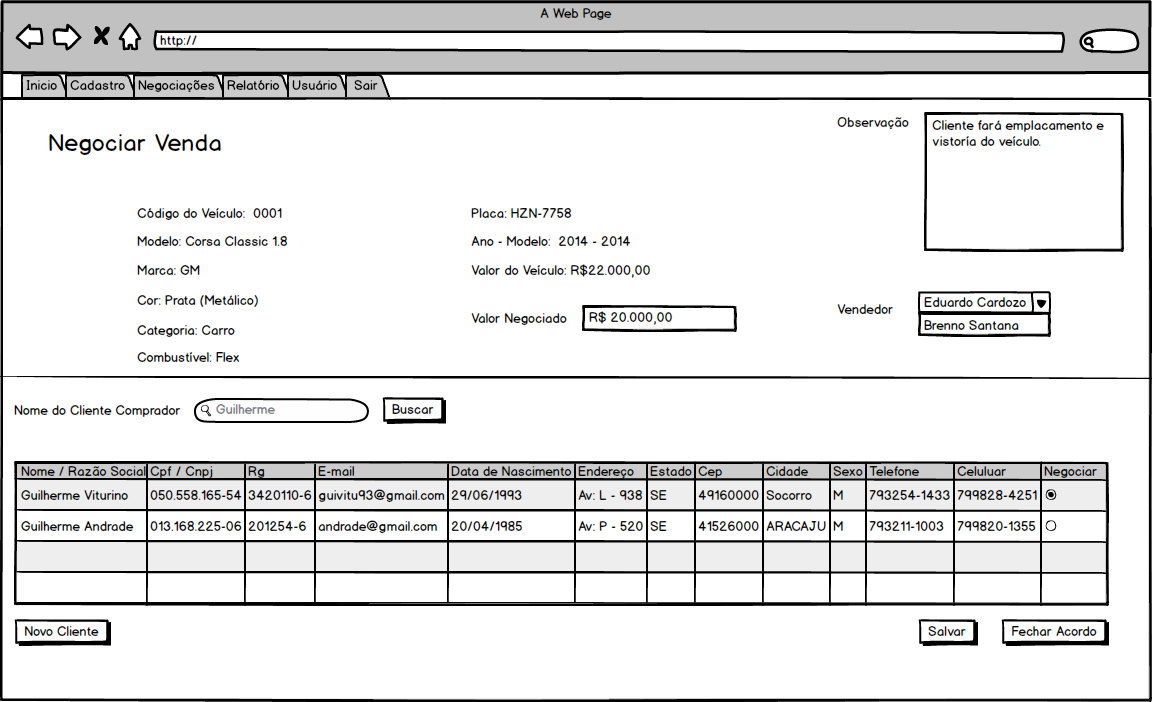 A Web Page
http://
Inicio Cadastro Negociações Relatório Usuário Sair
Negociar Venda
Observação
Cliente fará emplacamento e
vistoría do veículo.
Código do Veículo: 0001
Placa: HZN-7758
Modelo: Corsa Classic 1.8
Ano - Modelo: 2014 - 2014
Marca: GM
Valor do Veículo: R$22.000,00
Cor: Prata (Metálico)
Valor Negociado R$ 20.000,00
Vendedor Eduardo Cardozo
Brenno Santana
Categoria: Carro
Combustível: Flex
Nome do Cliente Comprador Guilherme Buscar
Nome / Razão Social Cpf / Cnpj Rg E-mail Data de Nascimento Endereço Estado Cep Cidade Sexo Telefone Celuluar Negociar
Guilherme Viturino 050.558.165-54 3420110-6 guivitu93@gmail.com 29/06/1993 Av: L - 938 SE 49160000 Socorro M 793254-1433 799828-4251
Guilherme Andrade 013.168.225-06 201254-6 andrade@gmail.com 20/04/1985 Av: P - 520 SE 41526000 ARACAJU M 793211-1003 799820-1355
Novo Cliente Salvar Fechar Acordo